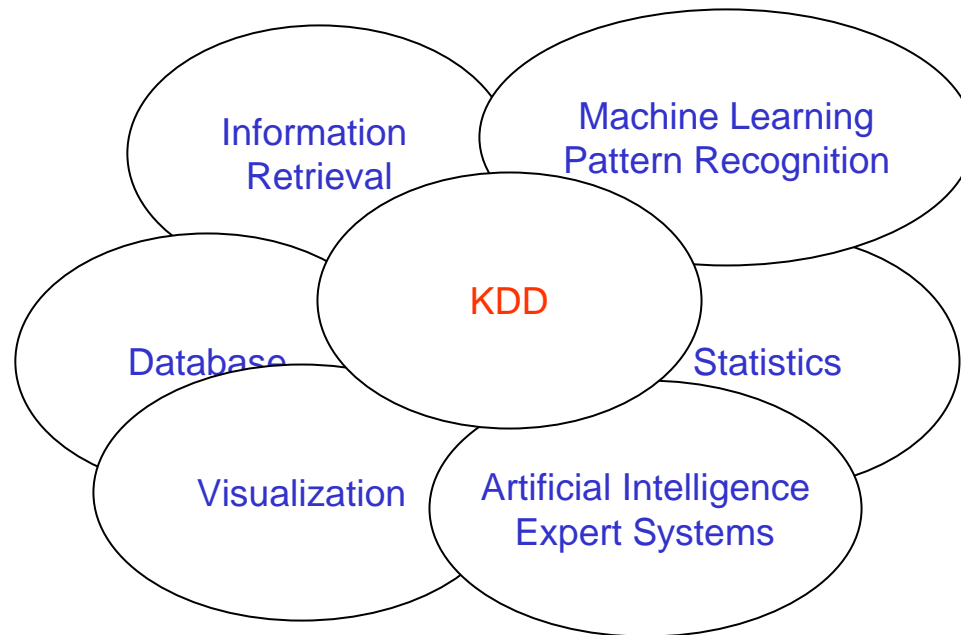 Information
Retrieval
Machine Learning
Pattern Recognition
KDD
Database
Statistics
Visualization
Artificial Intelligence
Expert Systems